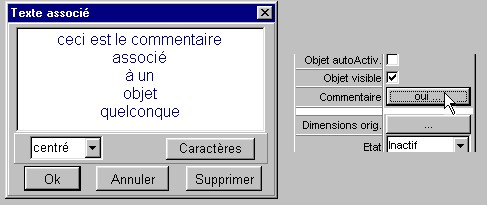 Texte associé
ceci est le commentaire
associé
à un
objet
quelconque
centré
Caractères
Ok
Annuler
Supprimer
Objet autoActiv.
Objet visible
Commentaire
oui ...
Dimensions orig.
...
Etat
Inactif